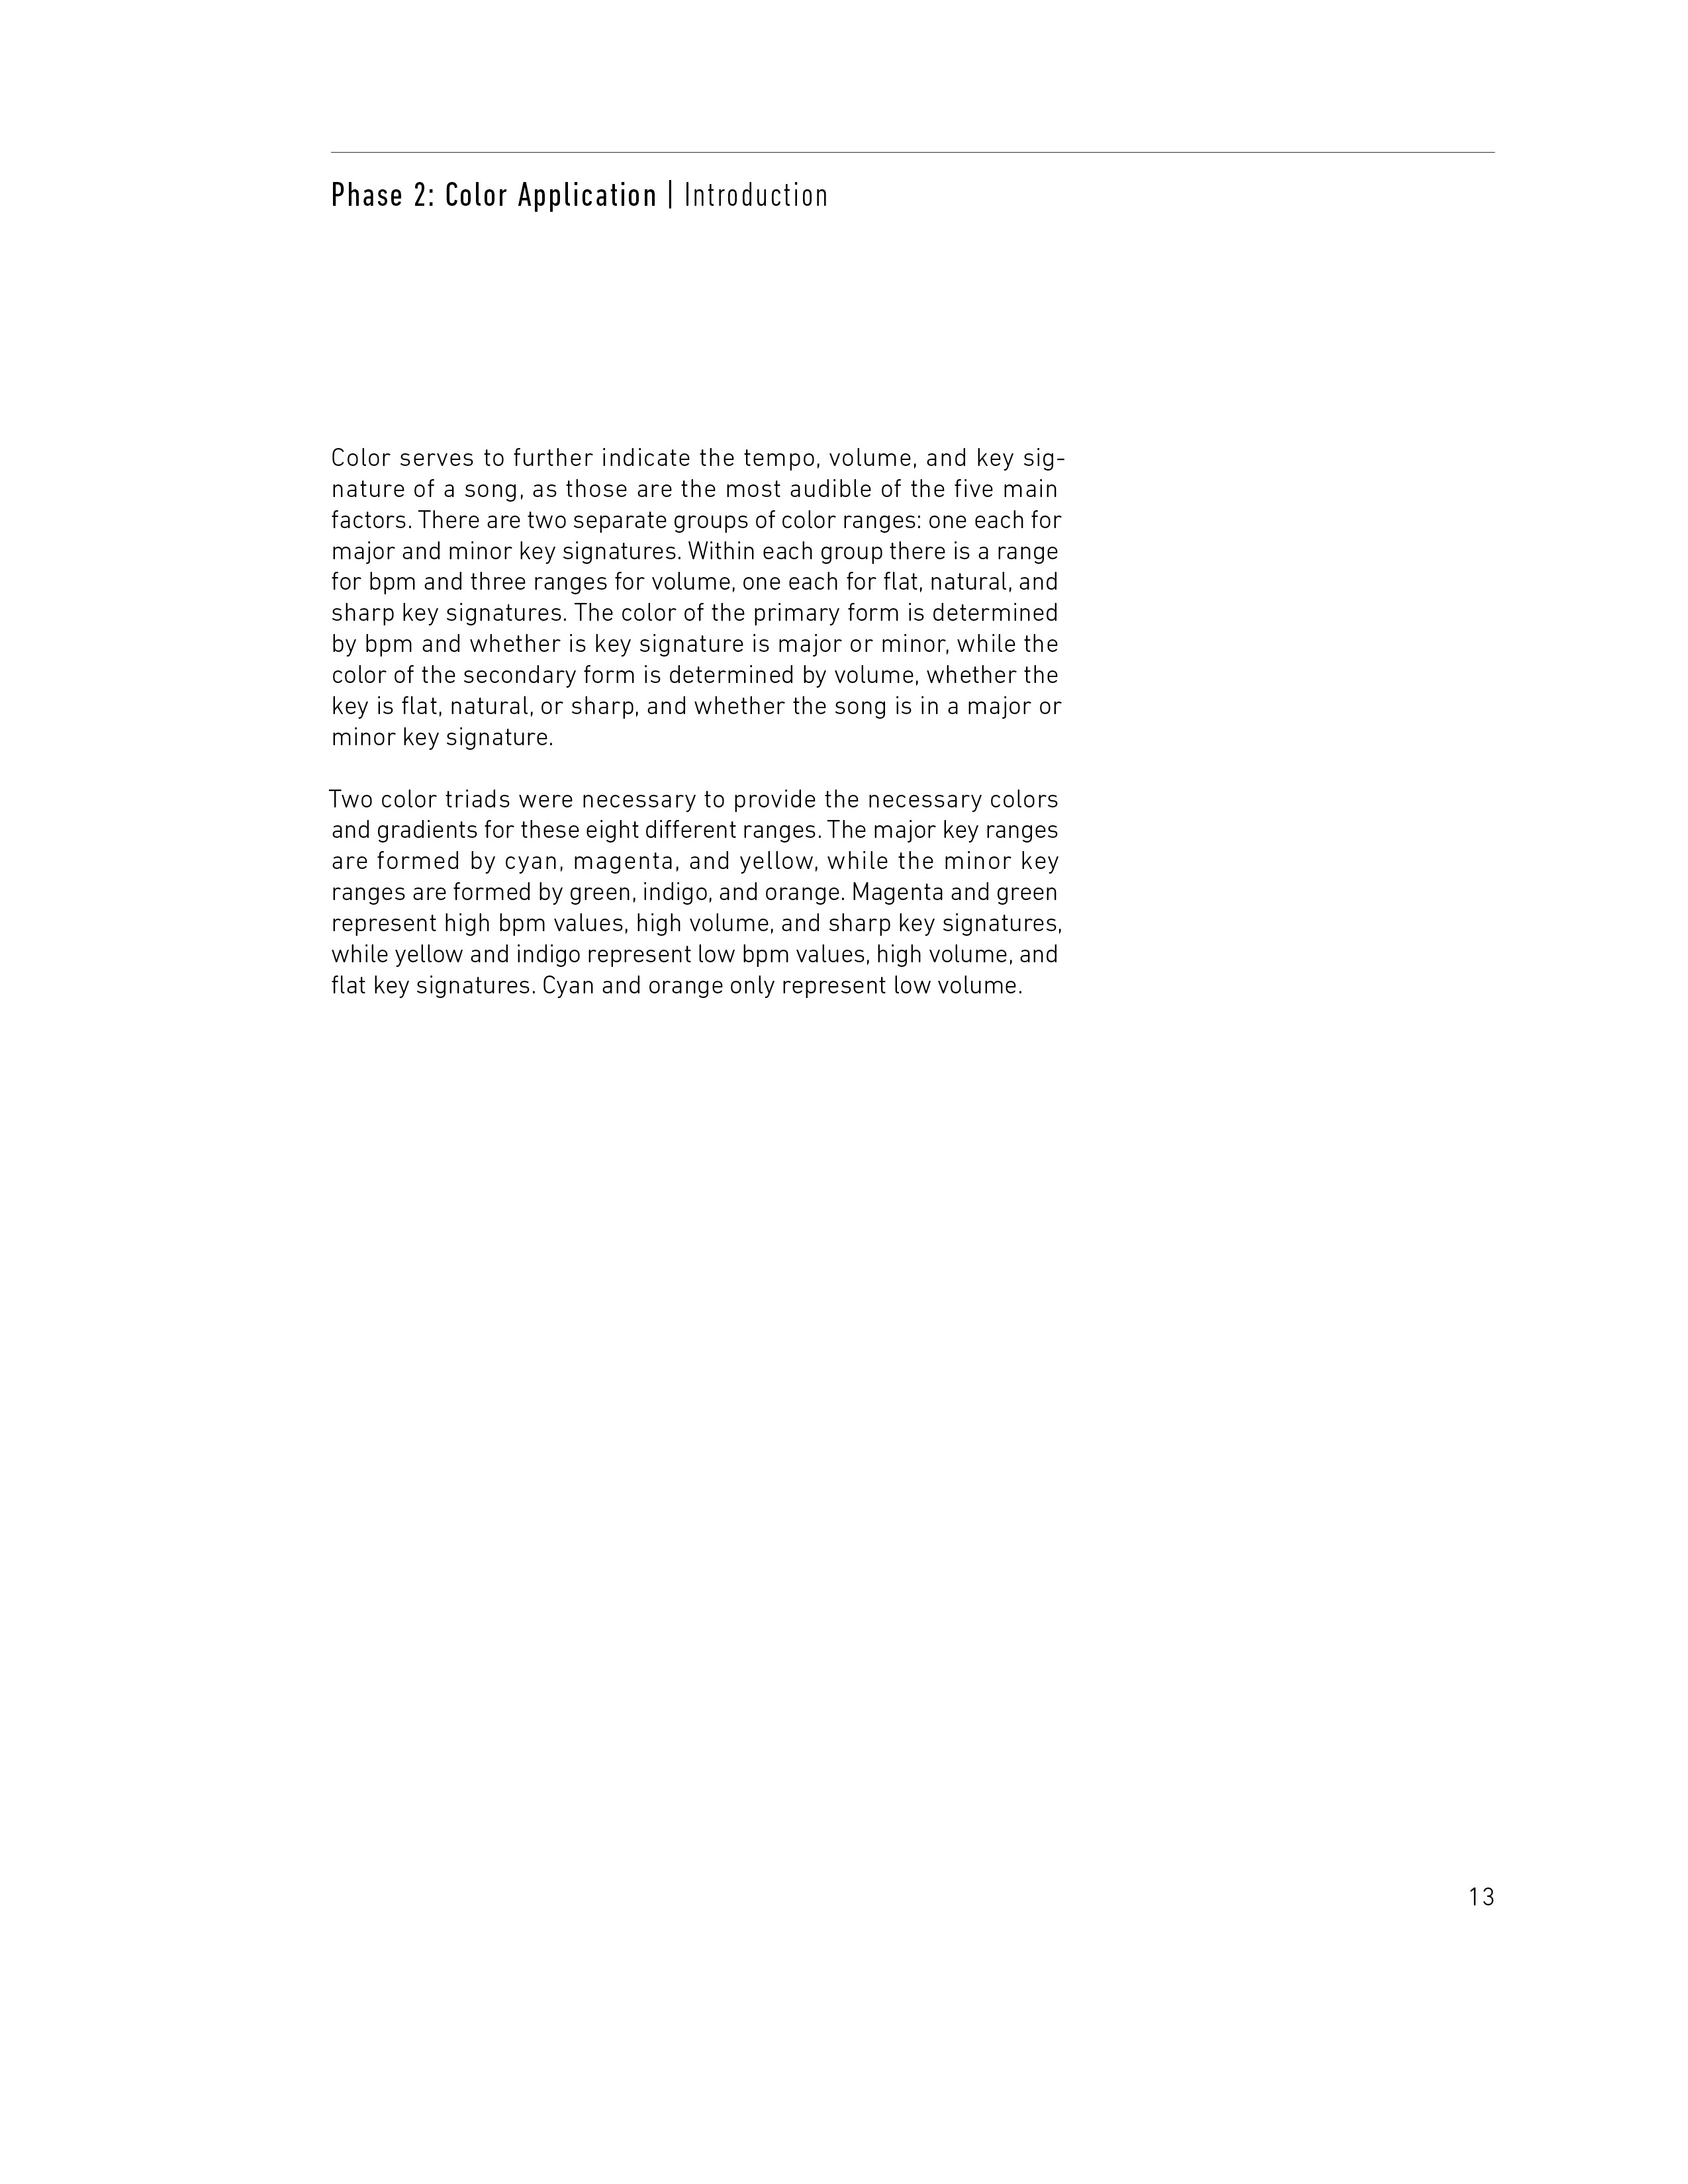 Phase 2: Color Application | Introduction
Color serves to further indicate the tempo, volume, and key sig-
nature of a song, as those are the most audible of the five main
factors. There are two separate groups of color ranges: one each for
major and minor key signatures. Within each group there is a range
for bpm and three ranges for volume, one each for flat, natural, and
sharp key signatures. The color of the primary form is determined
by bpm and whether is key signature is major or minor, while the
color of the secondary form is determined by volume, whether the
key is flat, natural, or sharp, and whether the song is in a major or
minor key signature.
Two color triads were necessary to provide the necessary colors
and gradients for these eight different ranges. The major key ranges
are formed by cyan, magenta, and yellow, while the minor key
ranges are formed by green, indigo, and orange. Magenta and green
represent high bpm values, high volume, and sharp key signatures,
while yellow and indigo represent low bpm values, high volume, and
flat key signatures. Cyan and orange only represent low volume.
13